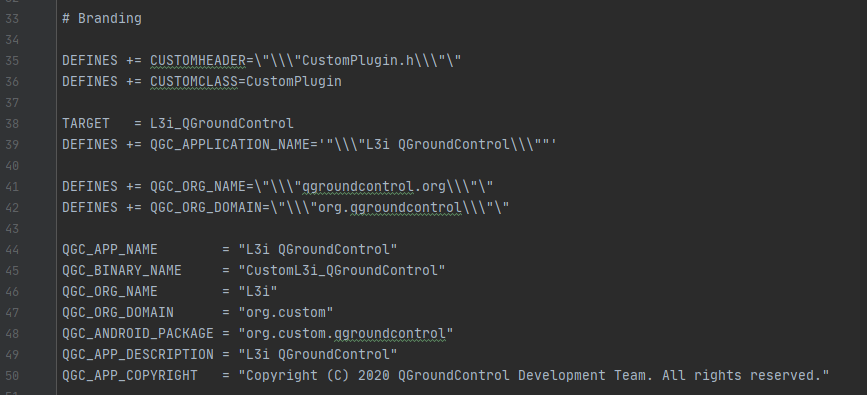 33 # Branding
34
35 DEFINES += CUSTOMHEADER=\"\\\"CustomPlugin.h\\\"\"
36 DEFINES += CUSTOMCLASS=CustomPlugin
37
38 TARGET   = L3i_QGroundControl
39 DEFINES += QGC_APPLICATION_NAME='"\\\"L3i QGroundControl\\\""'
40
41 DEFINES += QGC_ORG_NAME=\"\\\"qgroundcontrol.org\\\"\"
42 DEFINES += QGC_ORG_DOMAIN=\"\\\"org.qgroundcontrol\\\"\"
43
44 QGC_APP_NAME        = "L3i QGroundControl"
45 QGC_BINARY_NAME     = "CustomL3i_QGroundControl"
46 QGC_ORG_NAME        = "L3i"
47 QGC_ORG_DOMAIN      = "org.custom"
48 QGC_ANDROID_PACKAGE = "org.custom.qgroundcontrol"
49 QGC_APP_DESCRIPTION = "L3i QGroundControl"
50 QGC_APP_COPYRIGHT   = "Copyright (C) 2020 QGroundControl Development Team. All rights reserved."